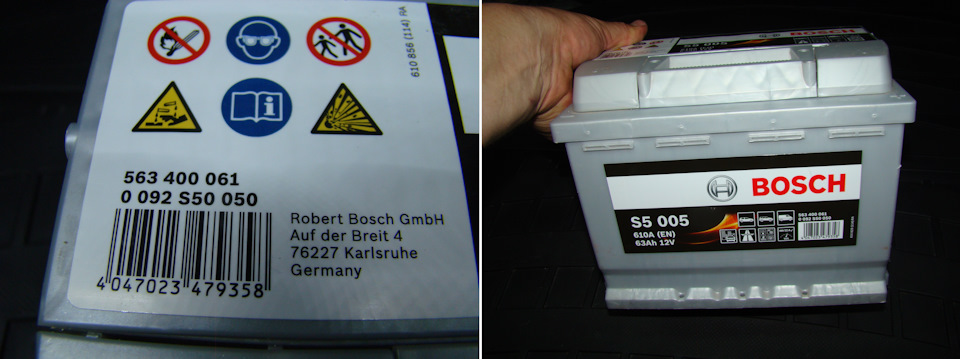 610 856 (114) RA
563 400 061
0 092 S50 050
4 047023 479358
Robert Bosch GmbH
Auf der Breit 4
76227 Karlsruhe
Germany
S5 005
BOSCH
S5 005
610A (EN)
63Ah 12V
563 400 061
0 092 S50 050